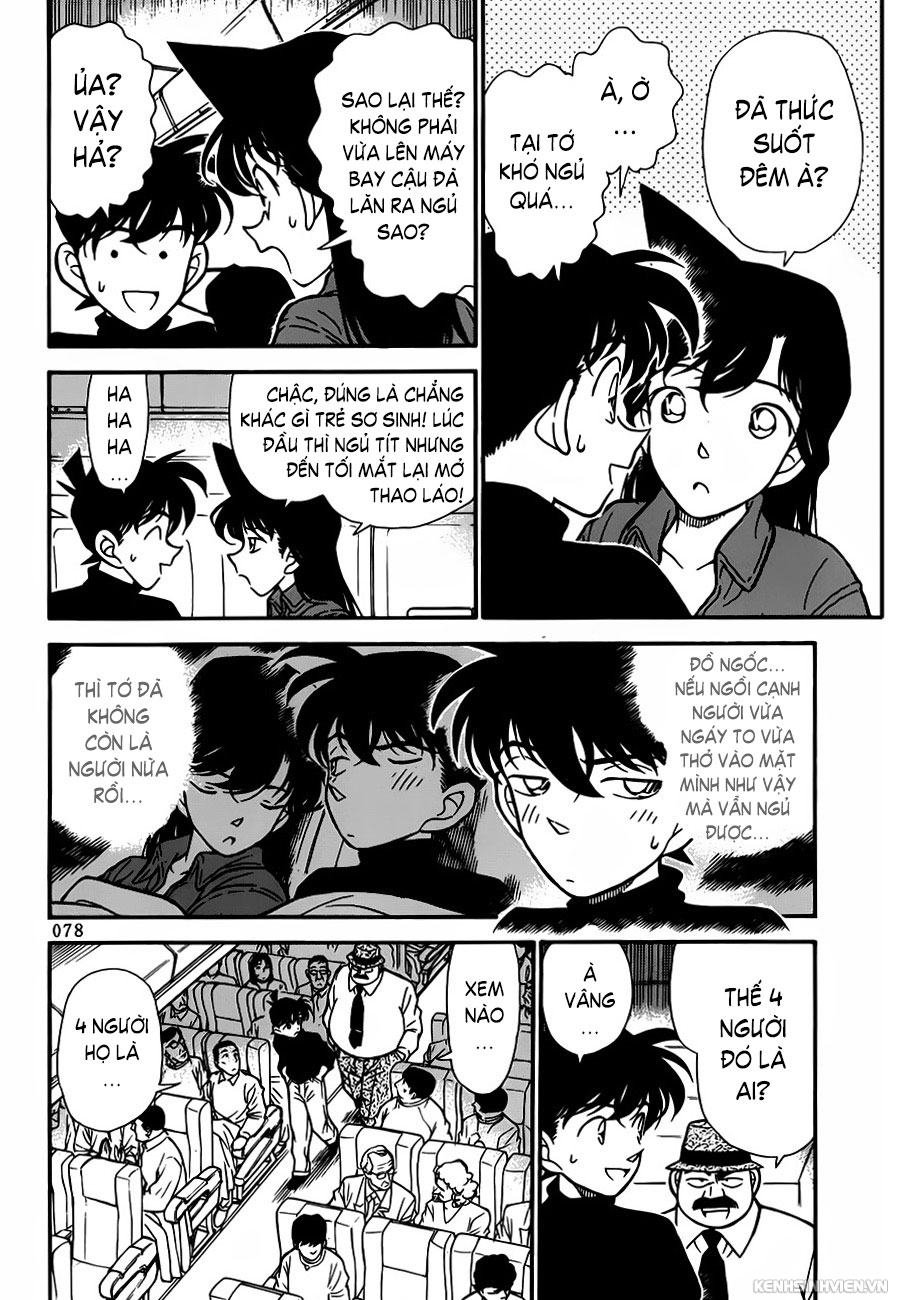 ĐÃ THỨC
SUỐT
ĐÊM À?
À, Ờ
...
TẠI TỚ
KHÓ NGỦ
QUÁ...
SAO LẠI THẾ?
KHÔNG PHẢI
VỪA LÊN MÁY
BAY CẬU ĐÃ
LĂN RA NGỦ
SAO?
ỦA?
VẬY
HẢ?
CHẬC, ĐÚNG LÀ CHẲNG
KHÁC GÌ TRẺ SƠ SINH! LÚC
ĐẦU THÌ NGỦ TÍT NHƯNG
ĐẾN TỐI MẮT LẠI MỞ
THAO LÁO!
HA
HA
HA
...
ĐỒ NGỐC...
NẾU NGỒI CẠNH
NGƯỜI VỪA
NGÁY TO VỪA
THỞ VÀO MẶT
MÌNH NHƯ VẬY
MÀ VẪN NGỦ
ĐƯỢC...
THÌ TỚ ĐÃ
KHÔNG
CÒN LÀ
NGƯỜI NỮA
RỒI...
078
THẾ 4
NGƯỜI
ĐÓ LÀ
AI?
À
VÂNG
...
XEM
NÀO
...
4 NGƯỜI
HỌ LÀ
...
KENHSINHVIEN.VN